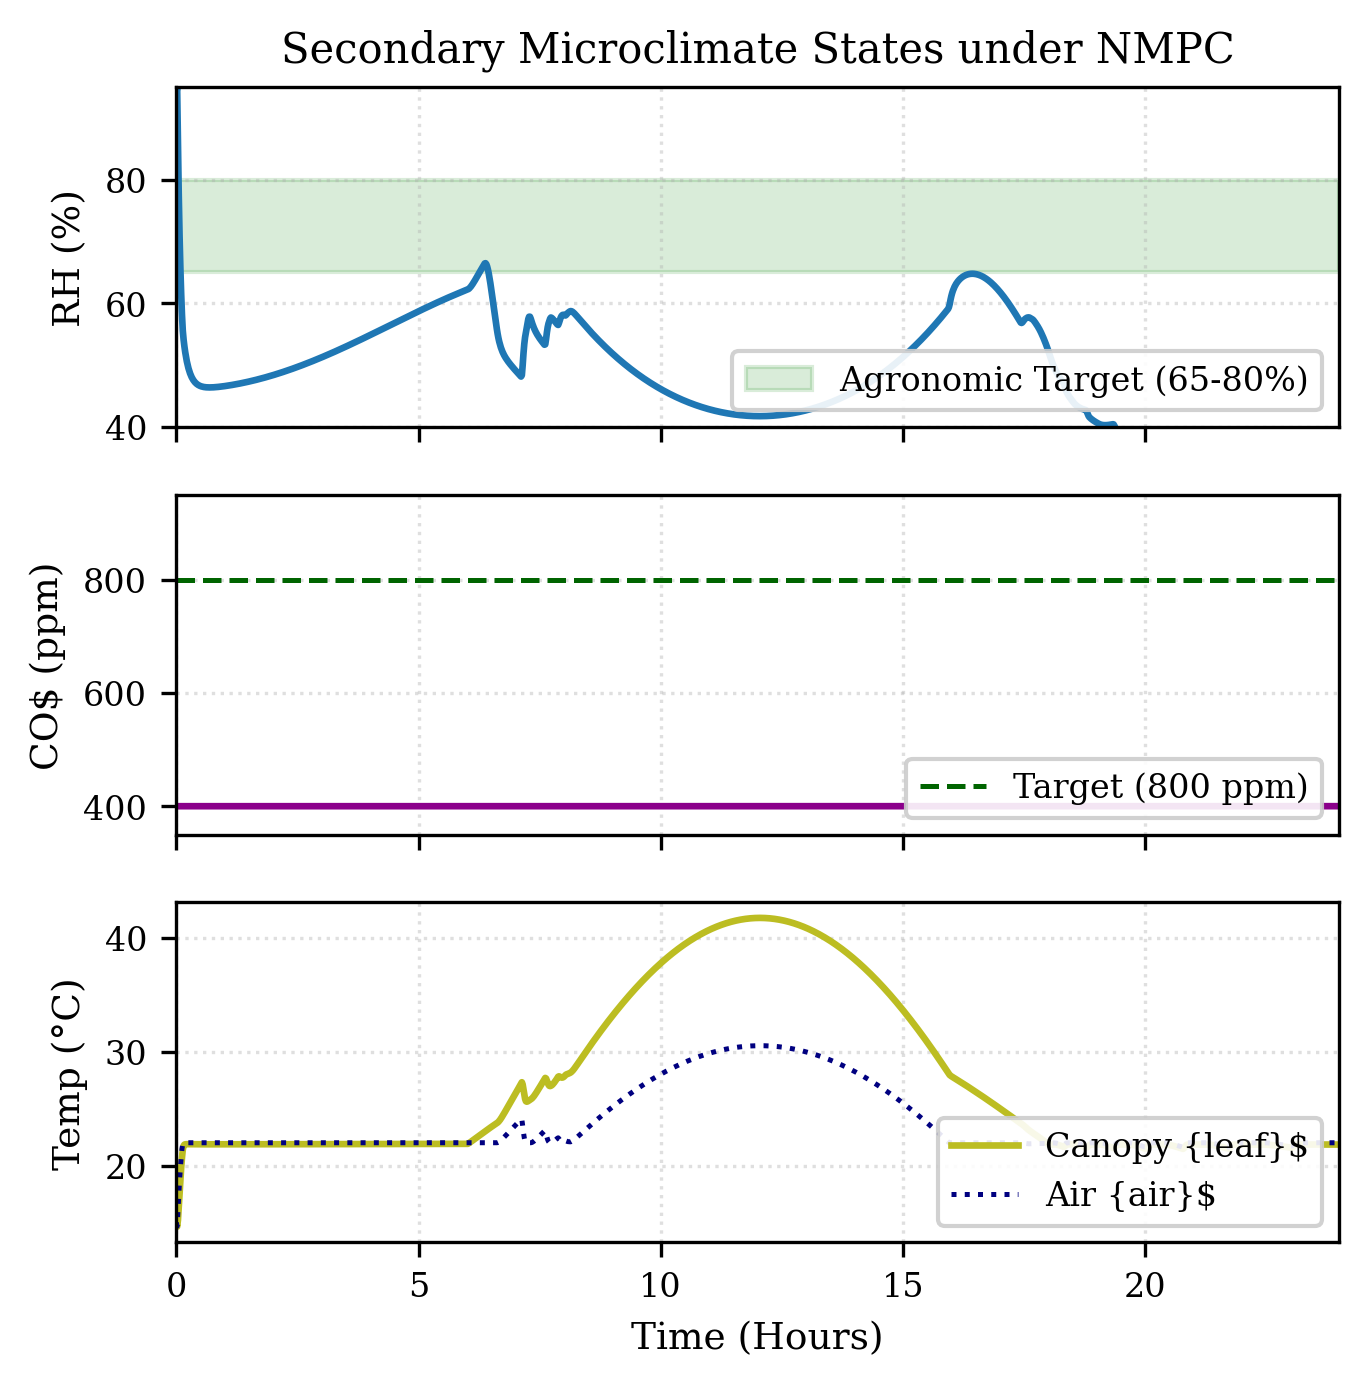 Secondary Microclimate States under NMPC
RH (%)
80
60
40
Agronomic Target (65-80%)
CO$ (ppm)
800
600
400
Target (800 ppm)
Temp (°C)
40
30
20
Canopy {leaf}$
Air {air}$
0 5 10 15 20
Time (Hours)